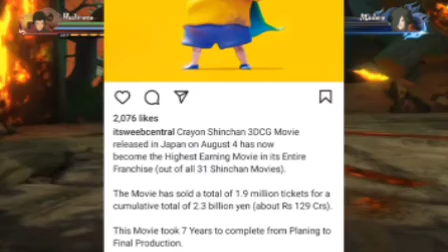 Hashirama
Madara
2,076 likes
itsweebcentral Crayon Shinchan 3DCG Movie
released in Japan on August 4 has now
become the Highest Earning Movie in its Entire
Franchise (out of all 31 Shinchan Movies).
The Movie has sold a total of 1.9 million tickets for a
cumulative total of 2.3 billion yen (about Rs 129 Crs).
This Movie took 7 Years to complete from Planing to
Final Production.